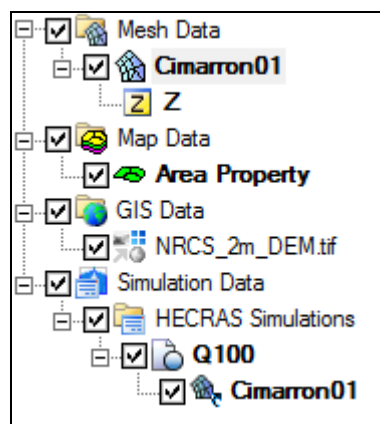 Mesh Data
Cimarron01
Z Z
Map Data
Area Property
GIS Data
NRCS_2m_DEM.tif
Simulation Data
HECRAS Simulations
Q100
Cimarron01